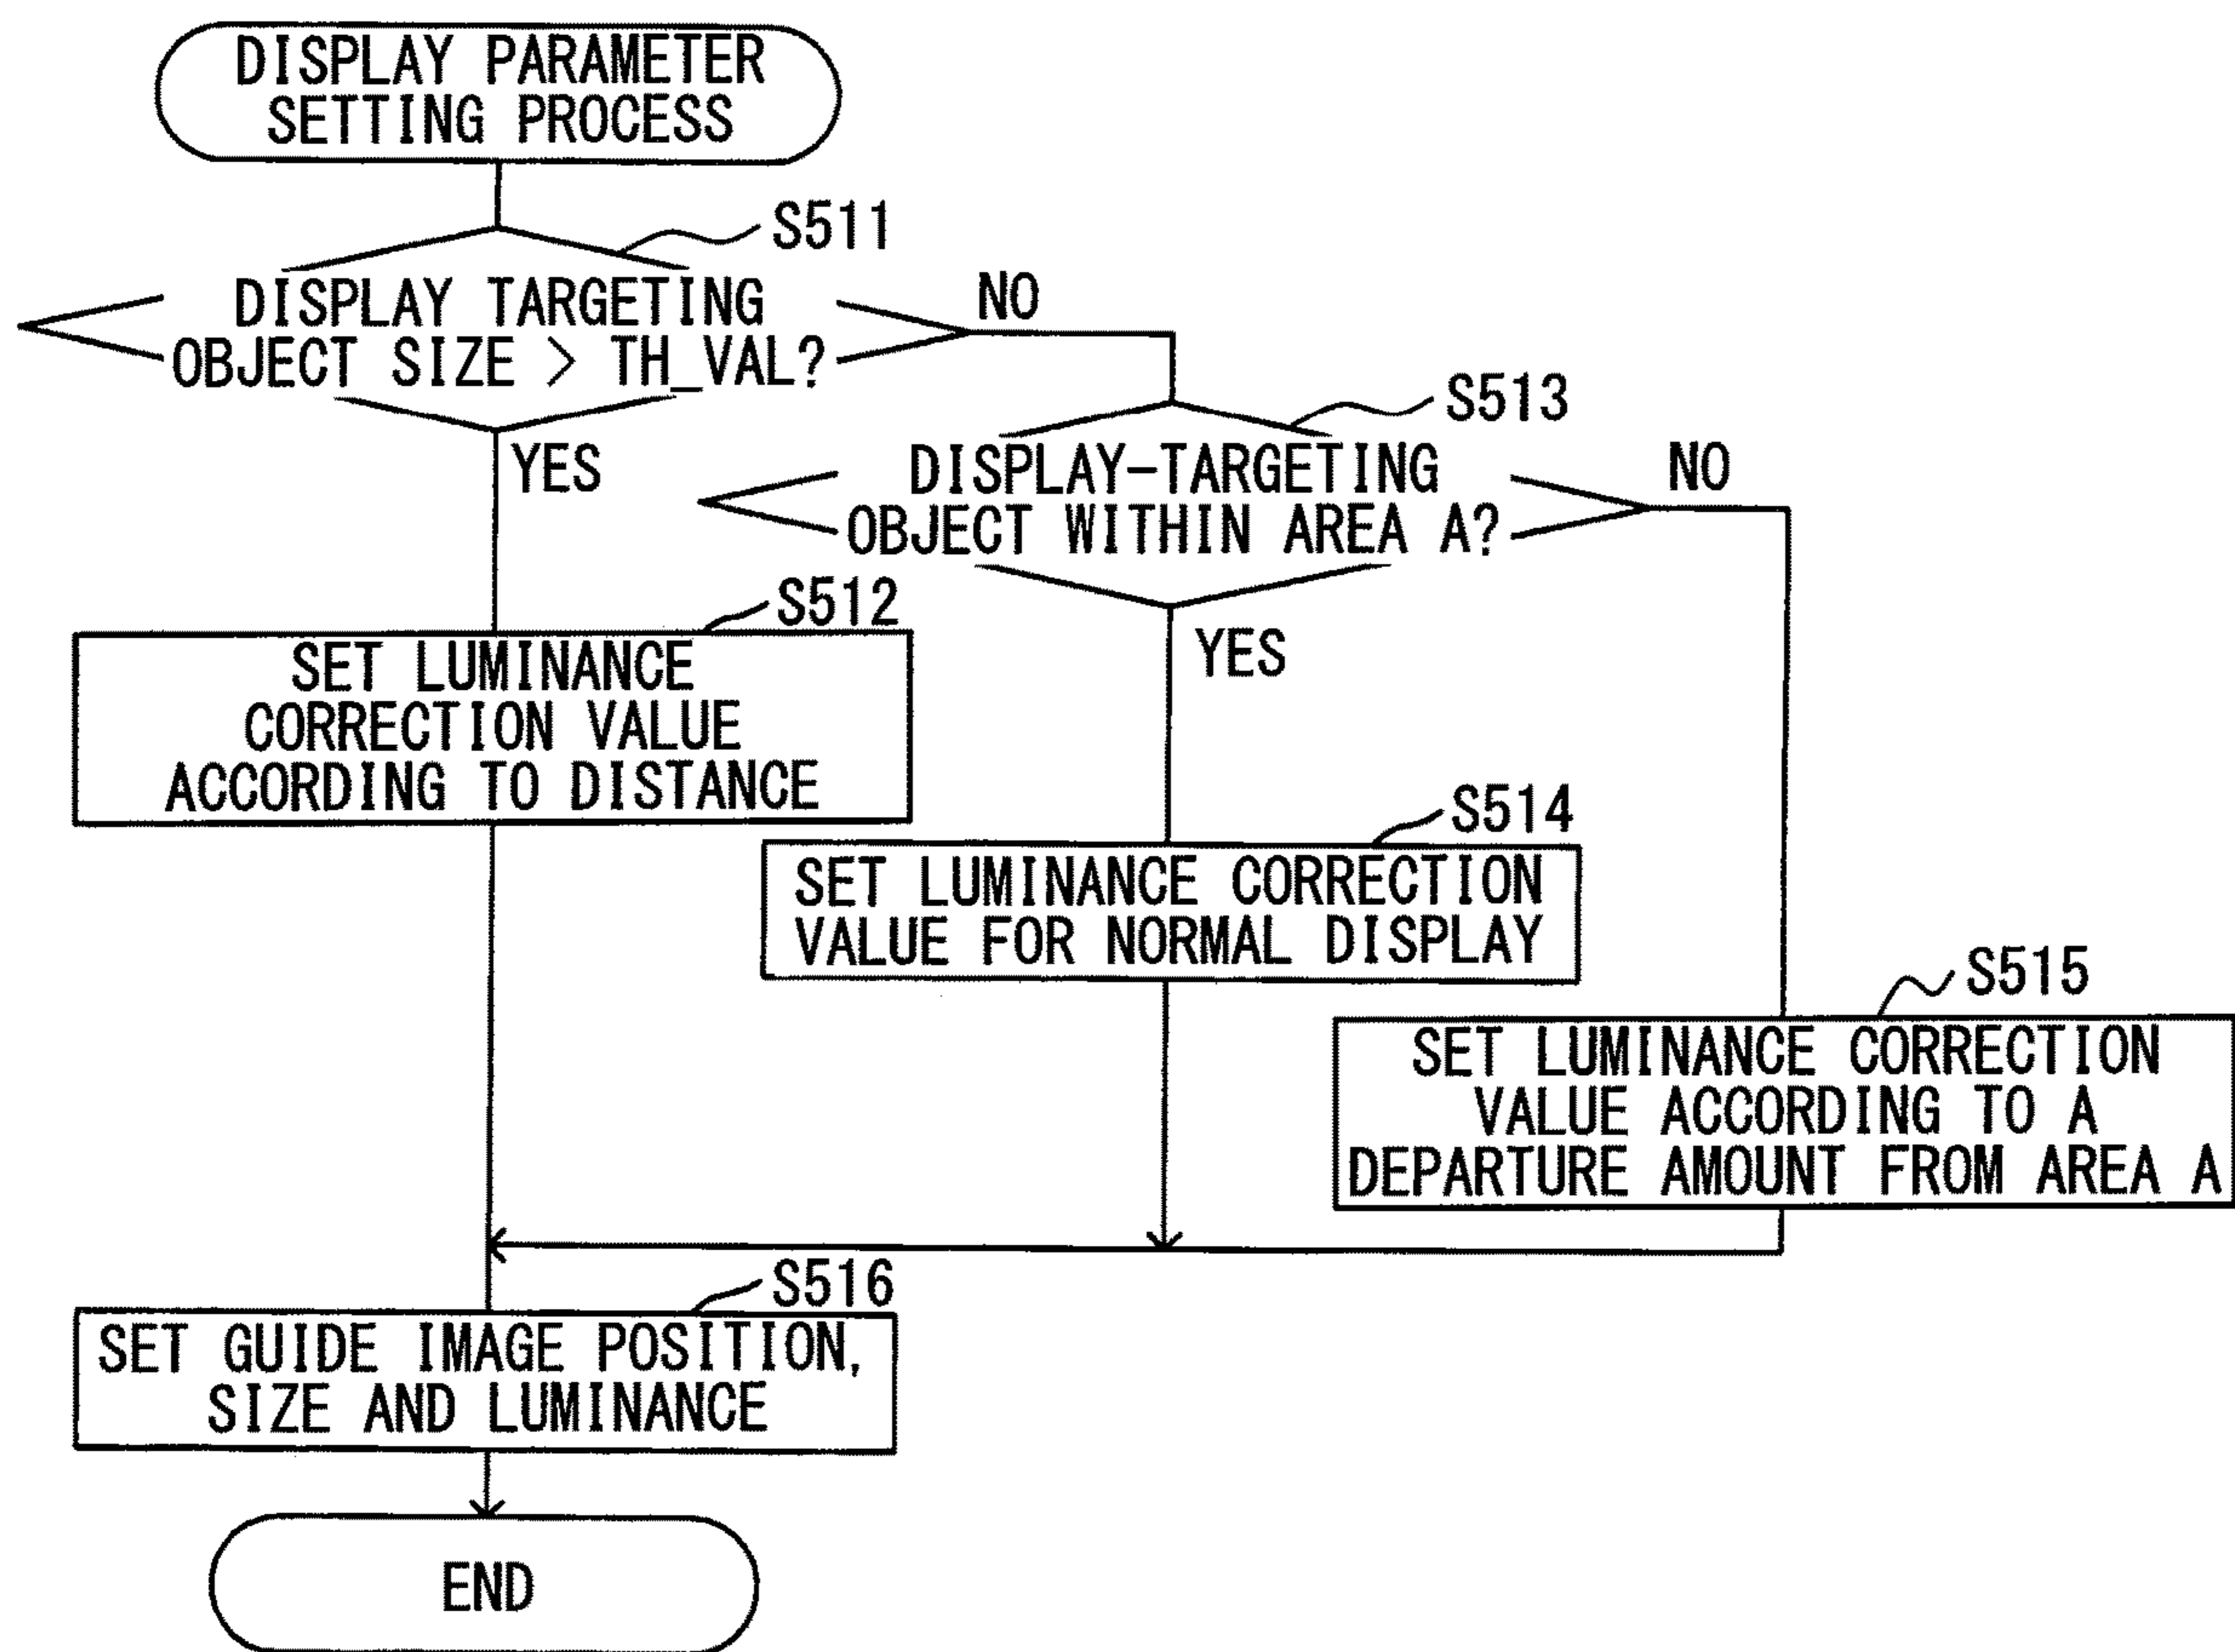 DISPLAY PARAMETER
SETTING PROCESS
S511
DISPLAY TARGETING
OBJECT SIZE > TH_VAL?
NO
YES
S513
DISPLAY-TARGETING
OBJECT WITHIN AREA A?
NO
YES
S512
SET LUMINANCE
CORRECTION VALUE
ACCORDING TO DISTANCE
S514
SET LUMINANCE CORRECTION
VALUE FOR NORMAL DISPLAY
S515
SET LUMINANCE CORRECTION
VALUE ACCORDING TO A
DEPARTURE AMOUNT FROM AREA A
S516
SET GUIDE IMAGE POSITION,
SIZE AND LUMINANCE
END